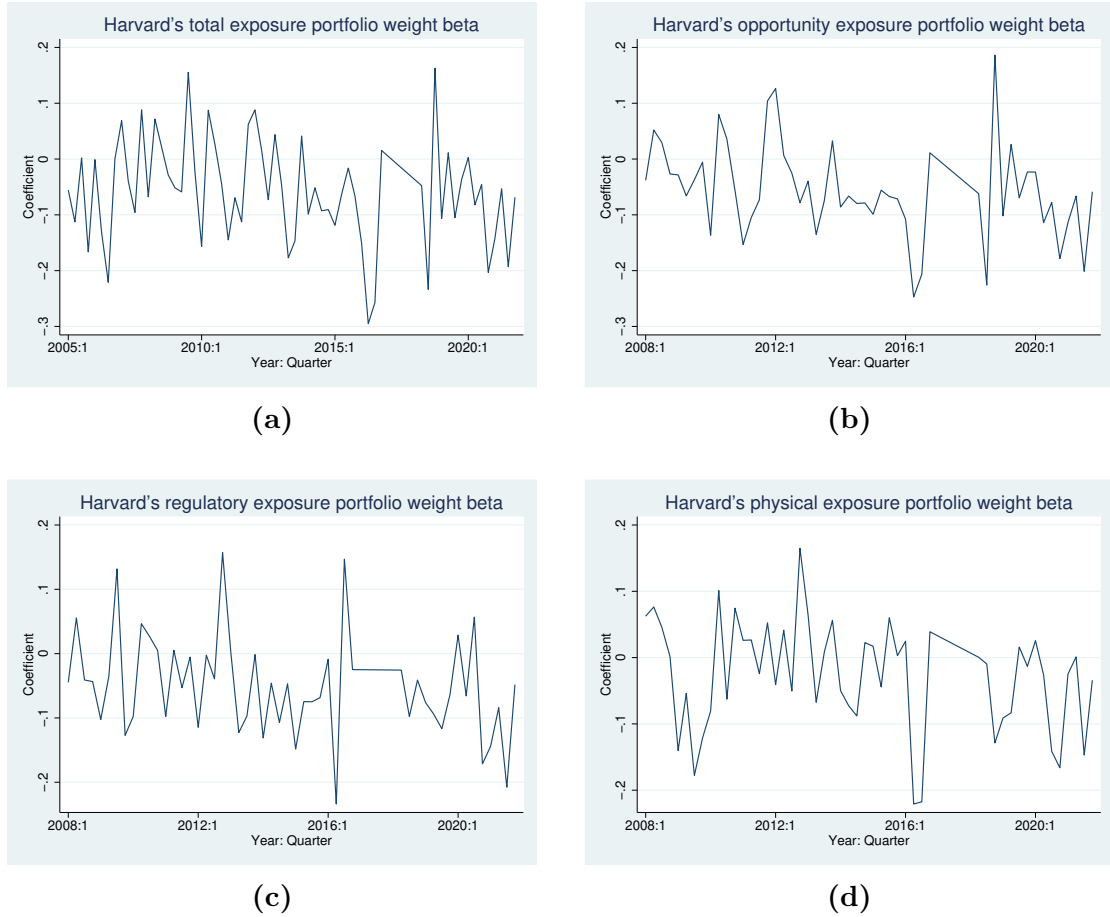 Harvard's total exposure portfolio weight beta
Coefficient
.2
.1
0
-.1
-.2
-.3
2005:1 2010:1 2015:1 2020:1
Year: Quarter
(a)
Harvard's opportunity exposure portfolio weight beta
Coefficient
.2
.1
0
-.1
-.2
-.3
2008:1 2012:1 2016:1 2020:1
Year: Quarter
(b)
Harvard's regulatory exposure portfolio weight beta
Coefficient
.2
.1
0
-.1
-.2
2008:1 2012:1 2016:1 2020:1
Year: Quarter
(c)
Harvard's physical exposure portfolio weight beta
Coefficient
.2
.1
0
-.1
-.2
2008:1 2012:1 2016:1 2020:1
Year: Quarter
(d)